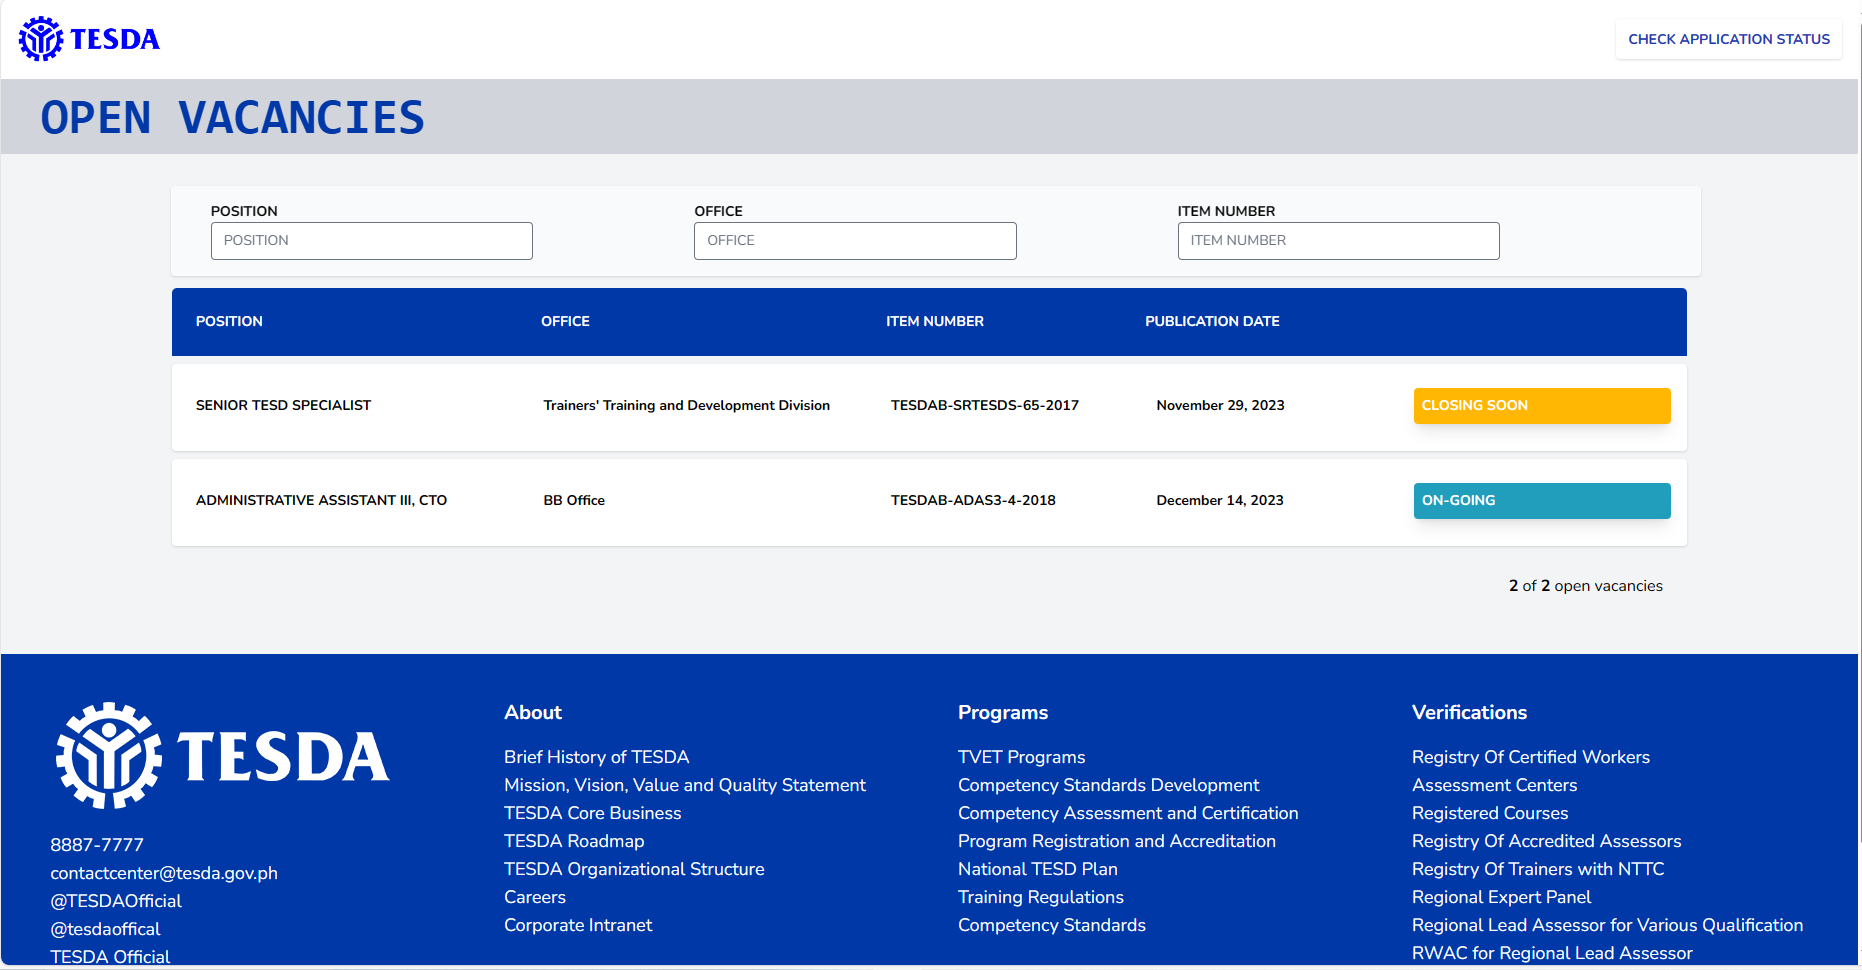 TESDA
CHECK APPLICATION STATUS
OPEN VACANCIES
POSITION OFFICE ITEM NUMBER
POSITION OFFICE ITEM NUMBER
POSITION OFFICE ITEM NUMBER PUBLICATION DATE
SENIOR TESD SPECIALIST Trainers' Training and Development Division TESDAB-SRTESDS-65-2017 November 29, 2023 CLOSING SOON
ADMINISTRATIVE ASSISTANT III, CTO BB Office TESDAB-ADAS3-4-2018 December 14, 2023 ON-GOING
2 of 2 open vacancies
TESDA
8887-7777
contactcenter@tesda.gov.ph
@TESDAOfficial
@tesdaoffical
TESDA Official
About
Brief History of TESDA
Mission, Vision, Value and Quality Statement
TESDA Core Business
TESDA Roadmap
TESDA Organizational Structure
Careers
Corporate Intranet
Programs
TVET Programs
Competency Standards Development
Competency Assessment and Certification
Program Registration and Accreditation
National TESD Plan
Training Regulations
Competency Standards
Verifications
Registry Of Certified Workers
Assessment Centers
Registered Courses
Registry Of Accredited Assessors
Registry Of Trainers with NTTC
Regional Expert Panel
Regional Lead Assessor for Various Qualification
RWAC for Regional Lead Assessor